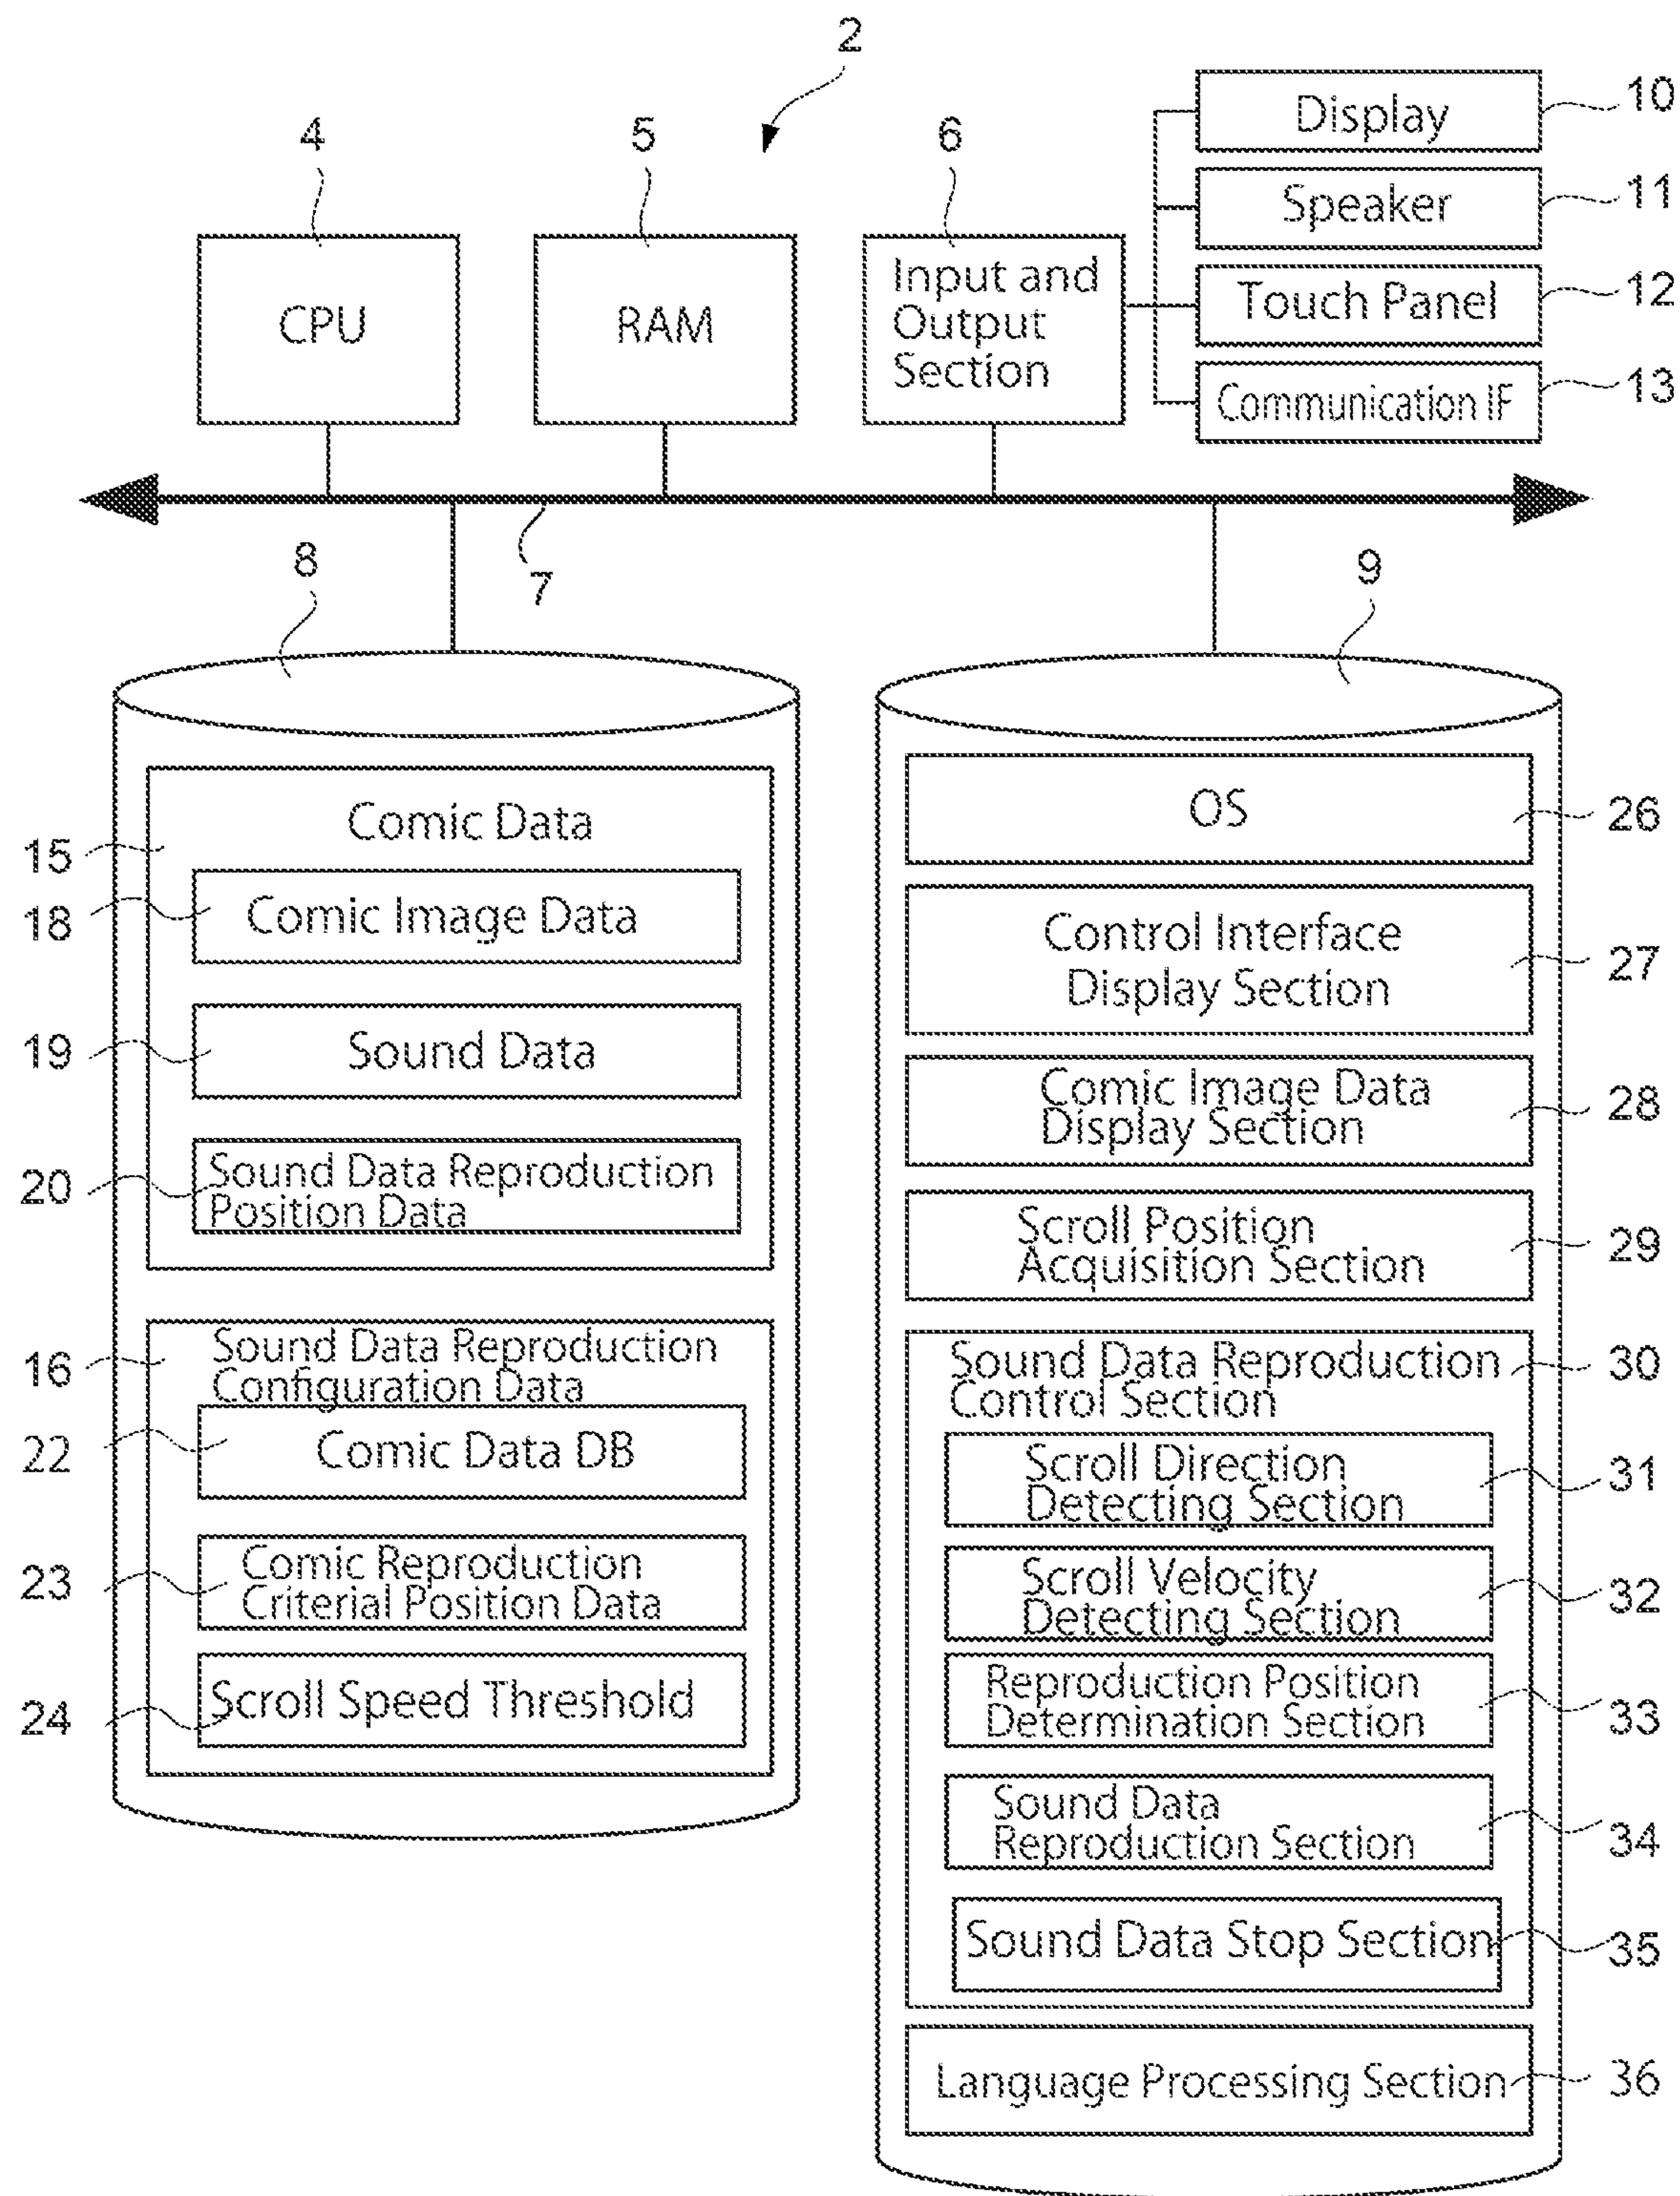 2
4
5
6
10
Display
11
Speaker
12
Touch Panel
13
Communication IF
CPU
RAM
Input and
Output
Section
7
8
9
Comic Data
15
18
Comic Image Data
19
Sound Data
20
Sound Data Reproduction
Position Data
16
Sound Data Reproduction
Configuration Data
22
Comic Data DB
23
Comic Reproduction
Criterial Position Data
24
Scroll Speed Threshold
OS
26
Control Interface
Display Section
27
Comic Image Data
Display Section
28
Scroll Position
Acquisition Section
29
Sound Data Reproduction
Control Section
30
Scroll Direction
Detecting Section
31
Scroll Velocity
Detecting Section
32
Reproduction Position
Determination Section
33
Sound Data
Reproduction Section
34
Sound Data Stop Section
35
Language Processing Section
36